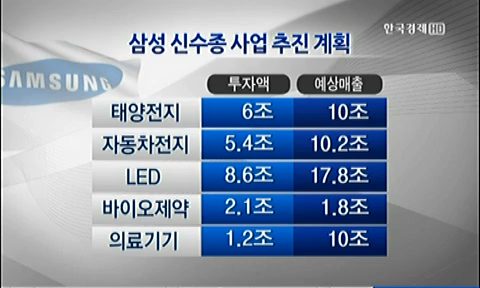 삼성 신수종 사업 추진 계획
한국경제HD
SAMSUNG
투자액 예상매출
태양전지 6조 10조
자동차전지 5.4조 10.2조
LED 8.6조 17.8조
바이오제약 2.1조 1.8조
의료기기 1.2조 10조